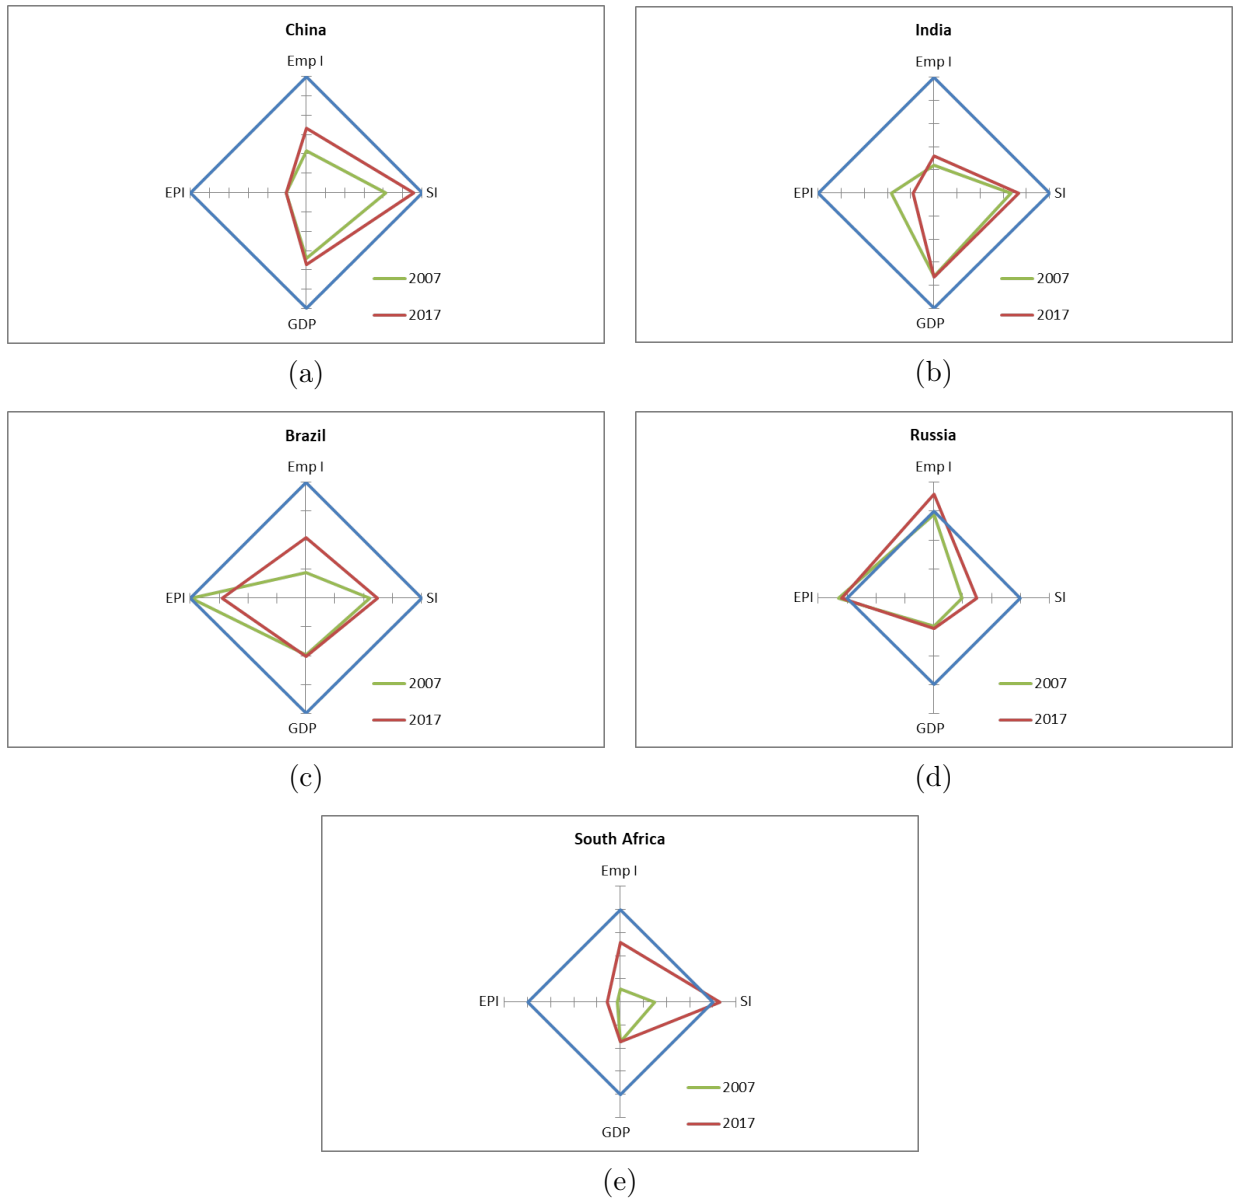 China
Emp I
EPI
SI
GDP
2007
2017
(a)
India
Emp I
EPI
SI
GDP
2007
2017
(b)
Brazil
Emp I
EPI
SI
GDP
2007
2017
(c)
Russia
Emp I
EPI
SI
GDP
2007
2017
(d)
South Africa
Emp I
EPI
SI
GDP
2007
2017
(e)